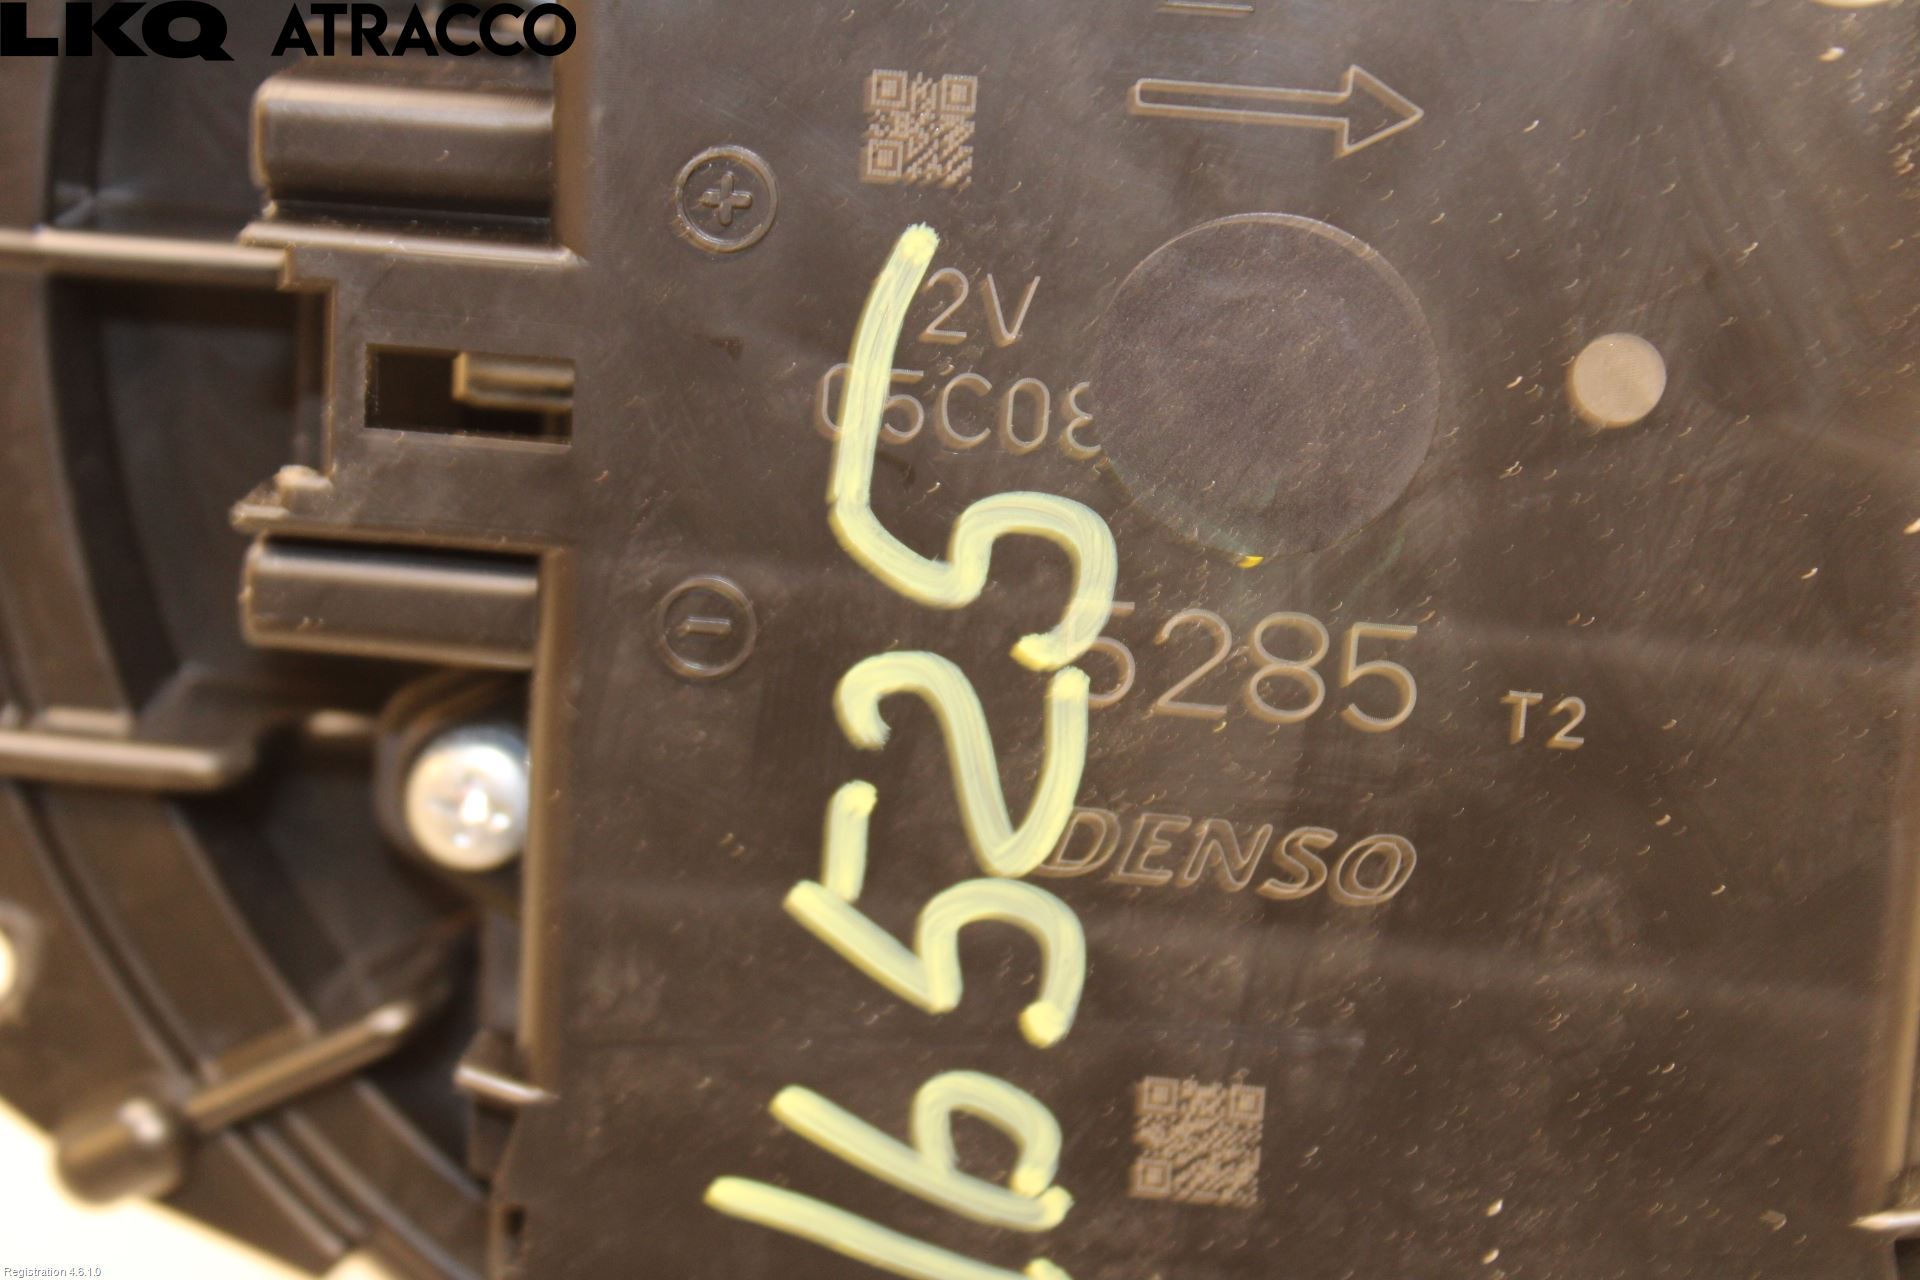 LKQ ATRACCO
2V
05C08
5285 T2
DENSO
16525
Registration 4.6.1.0